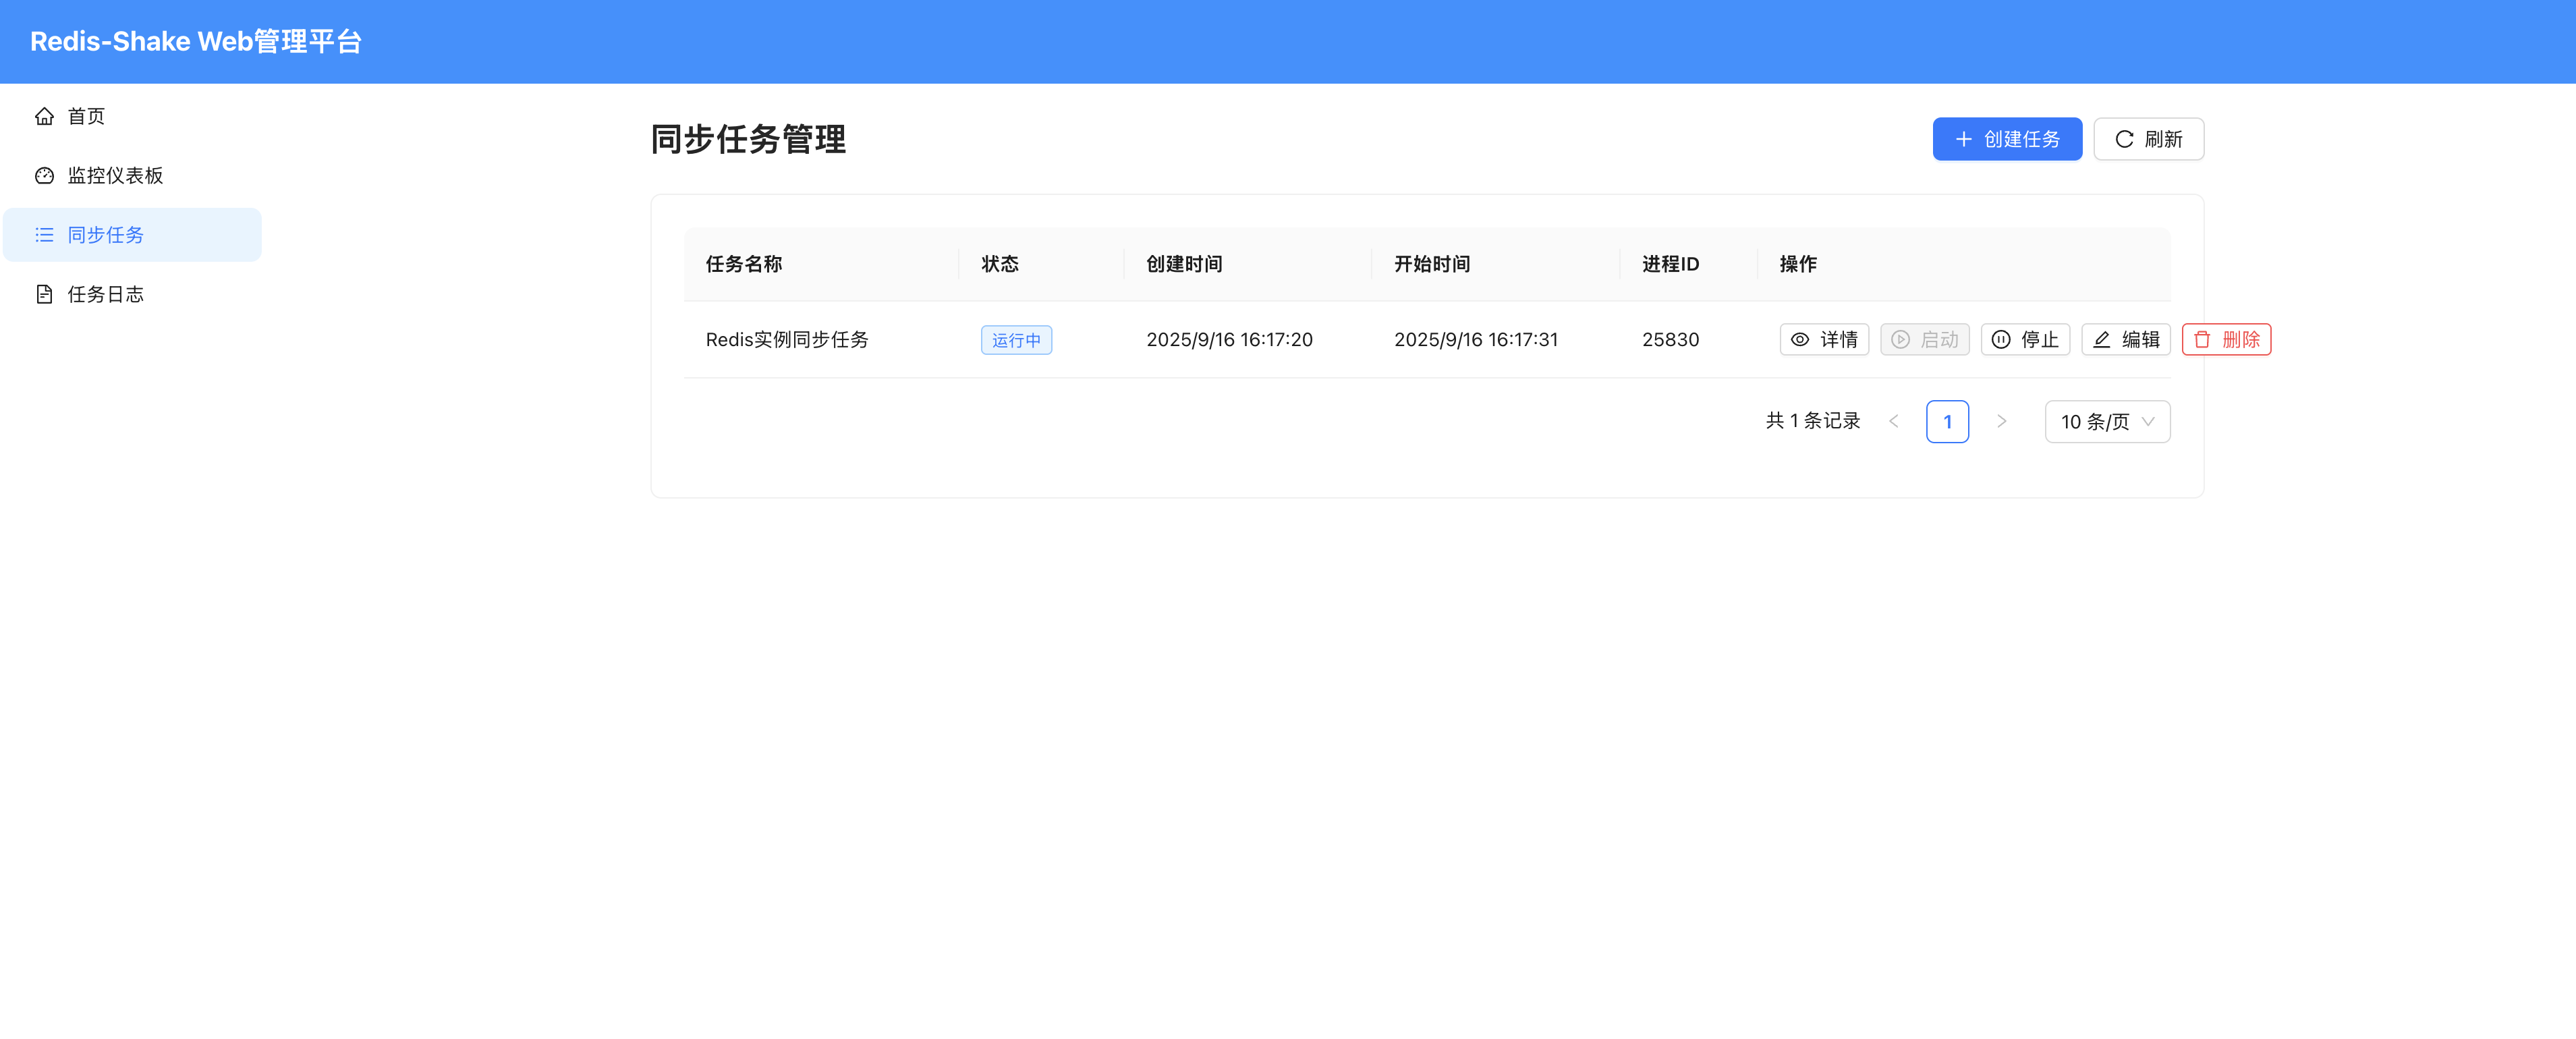 Redis-Shake Web管理平台
首页
监控仪表板
同步任务
任务日志
同步任务管理
创建任务 刷新
任务名称 状态 创建时间 开始时间 进程ID 操作
Redis实例同步任务 运行中 2025/9/16 16:17:20 2025/9/16 16:17:31 25830 详情 启动 停止 编辑 删除
共 1 条记录 1 10 条/页